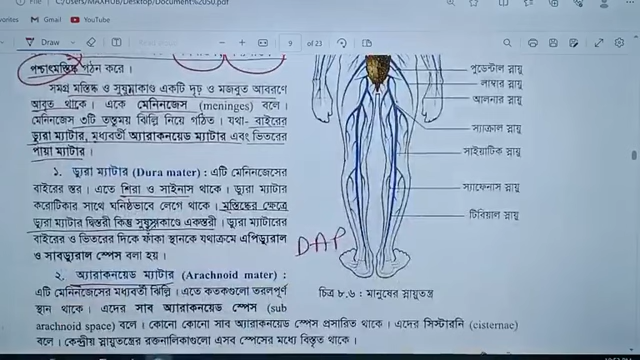 C:/Users/MAXHUB/Desktop/Document%2050.pdf
Gmail
YouTube
Draw
9
of 23
পশ্চাৎমস্তিষ্ক গঠন করে।
সমগ্র মস্তিষ্ক ও সুষুম্নাকাণ্ড একটি দৃঢ় ও মজবুত আবরণে
আবৃত থাকে। একে মেনিনজেস (meninges) বলে।
মেনিনজেস ৩টি তন্তুময় ঝিল্লি নিয়ে গঠিত। যথা- বাইরের
ড্যুরা ম্যাটার, মধ্যবর্তী অ্যারাকনয়েড ম্যাটার এবং ভিতরের
পায়া ম্যাটার।
১. ড্যুরা ম্যাটার (Dura mater) : এটি মেনিনজেসের
বাইরের স্তর। এতে শিরা ও সাইনাস থাকে। ড্যুরা ম্যাটার
করোটিকার সাথে ঘনিষ্ঠভাবে লেগে থাকে। মস্তিষ্কের ক্ষেত্রে
ড্যুরা ম্যাটার দ্বিস্তরী কিন্তু সুষুম্নাকাণ্ডে একস্তরী। ড্যুরা ম্যাটারের
বাইরের ও ভিতরের দিকে ফাঁকা স্থানকে যথাক্রমে এপিড্যুরাল
ও সাবড্যুরাল স্পেস বলা হয়।
২. অ্যারাকনয়েড ম্যাটার (Arachnoid mater) :
এটি মেনিনজেসের মধ্যবর্তী ঝিল্লি। এতে কতকগুলো তরলপূর্ণ
স্থান থাকে। এদের সাব অ্যারাকনয়েড স্পেস (sub
arachnoid space) বলে। কোনো কোনো সাব অ্যারাকনয়েড স্পেস প্রসারিত থাকে। এদের সিস্টারনি (cisternae)
বলে। কেন্দ্রীয় স্নায়ুতন্ত্রের রক্তনালিকাগুলো এসব স্পেসের মধ্যে বিস্তৃত থাকে।
DAP
পুডেন্টাল স্নায়ু
লাম্বার স্নায়ু
আলনার স্নায়ু
স্যাক্রাল স্নায়ু
সাইয়াটিক স্নায়ু
স্যাফেনাস স্নায়ু
টিবিয়াল স্নায়ু
চিত্র ৮.৬ : মানুষের স্নায়ুতন্ত্র